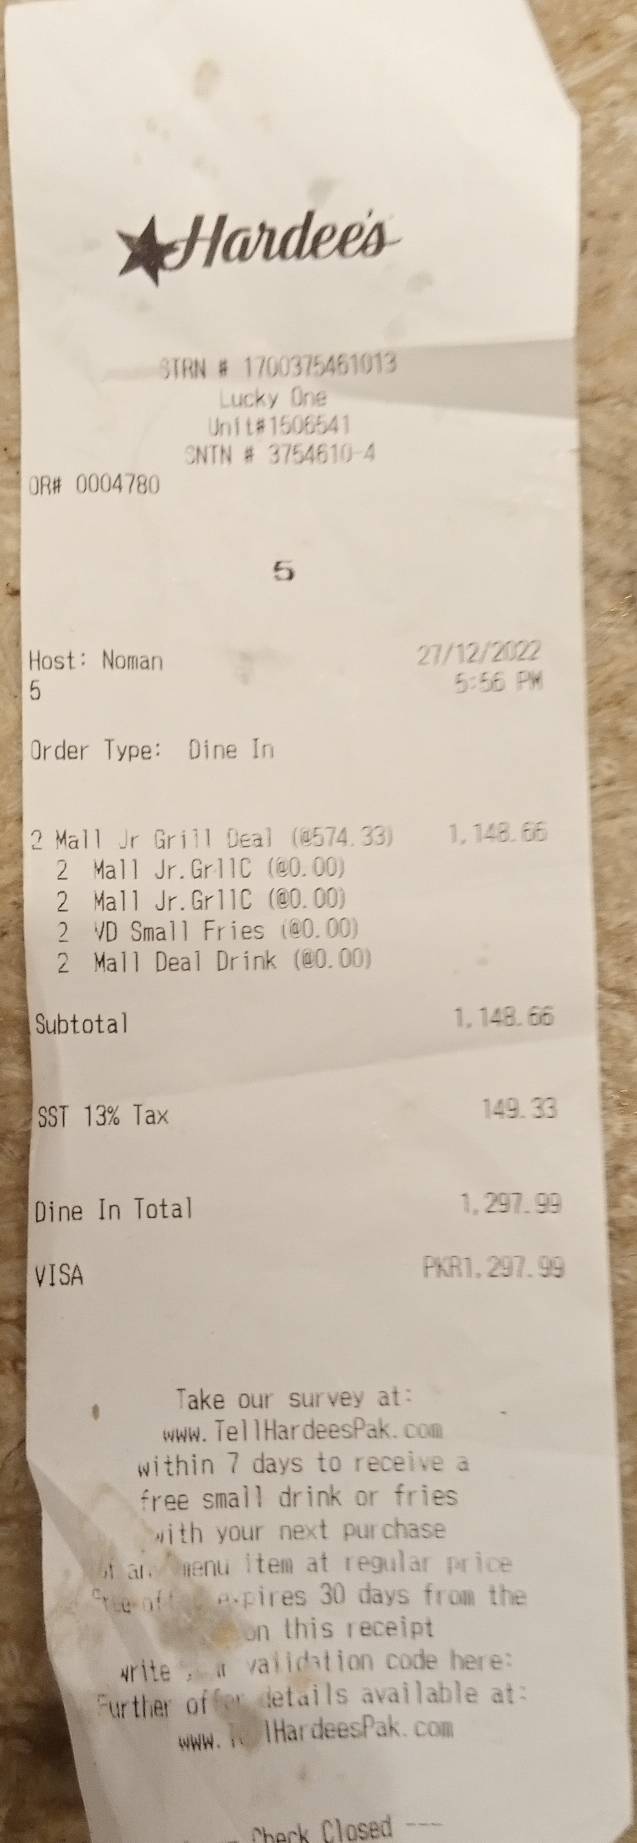 Hardee's
STRN # 1700375461013
Lucky One
Unit#1506541
SNTN # 3754610-4
OR# 0004780
5
Host: Noman 27/12/2022
5 5:56 PM
Order Type: Dine In
2 Mall Jr Grill Deal (@574.33) 1,148.66
2 Mall Jr.GrllC (@0.00)
2 Mall Jr.GrllC (@0.00)
2 VD Small Fries (@0.00)
2 Mall Deal Drink (@0.00)
Subtotal 1,148.66
SST 13% Tax 149.33
Dine In Total 1,297.99
VISA PKR1,297.99
Take our survey at:
www.TellHardeesPak.com
within 7 days to receive a
free small drink or fries
with your next purchase
menu item at regular price
expires 30 days from the
on this receipt
write validation code here:
Further offer details available at:
www.TellHardeesPak.com
Check Closed ---